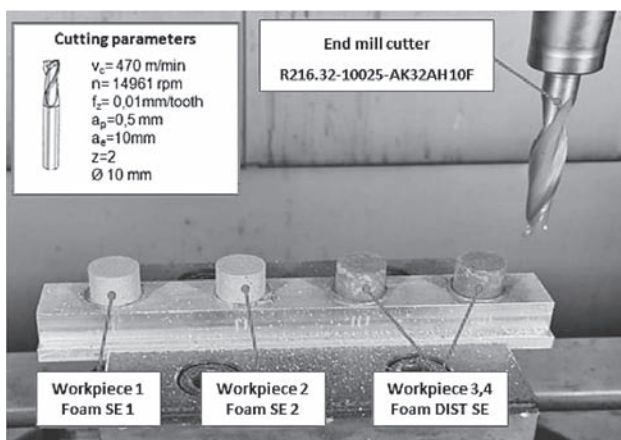 Cutting parameters
v꜀= 470 m/min
n= 14961 rpm
f_z= 0,01mm/tooth
aₚ=0,5 mm
aₑ=10mm
z=2
Ø 10 mm
End mill cutter
R216.32-10025-AK32AH10F
Workpiece 1
Foam SE 1
Workpiece 2
Foam SE 2
Workpiece 3,4
Foam DIST SE